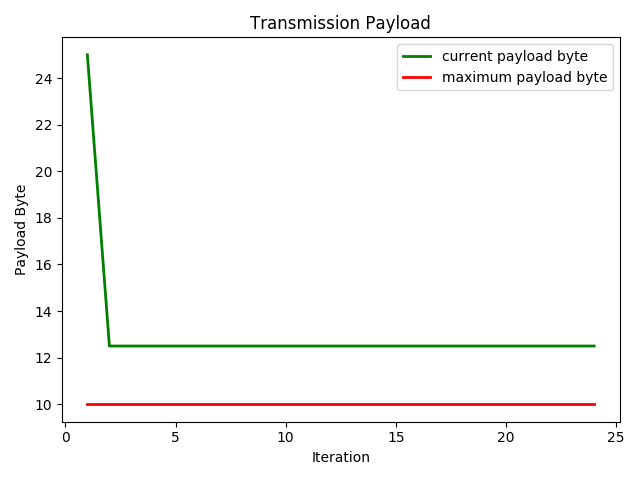 Transmission Payload
current payload byte
maximum payload byte
Payload Byte
24
22
20
18
16
14
12
10
0
5
10
15
20
25
Iteration